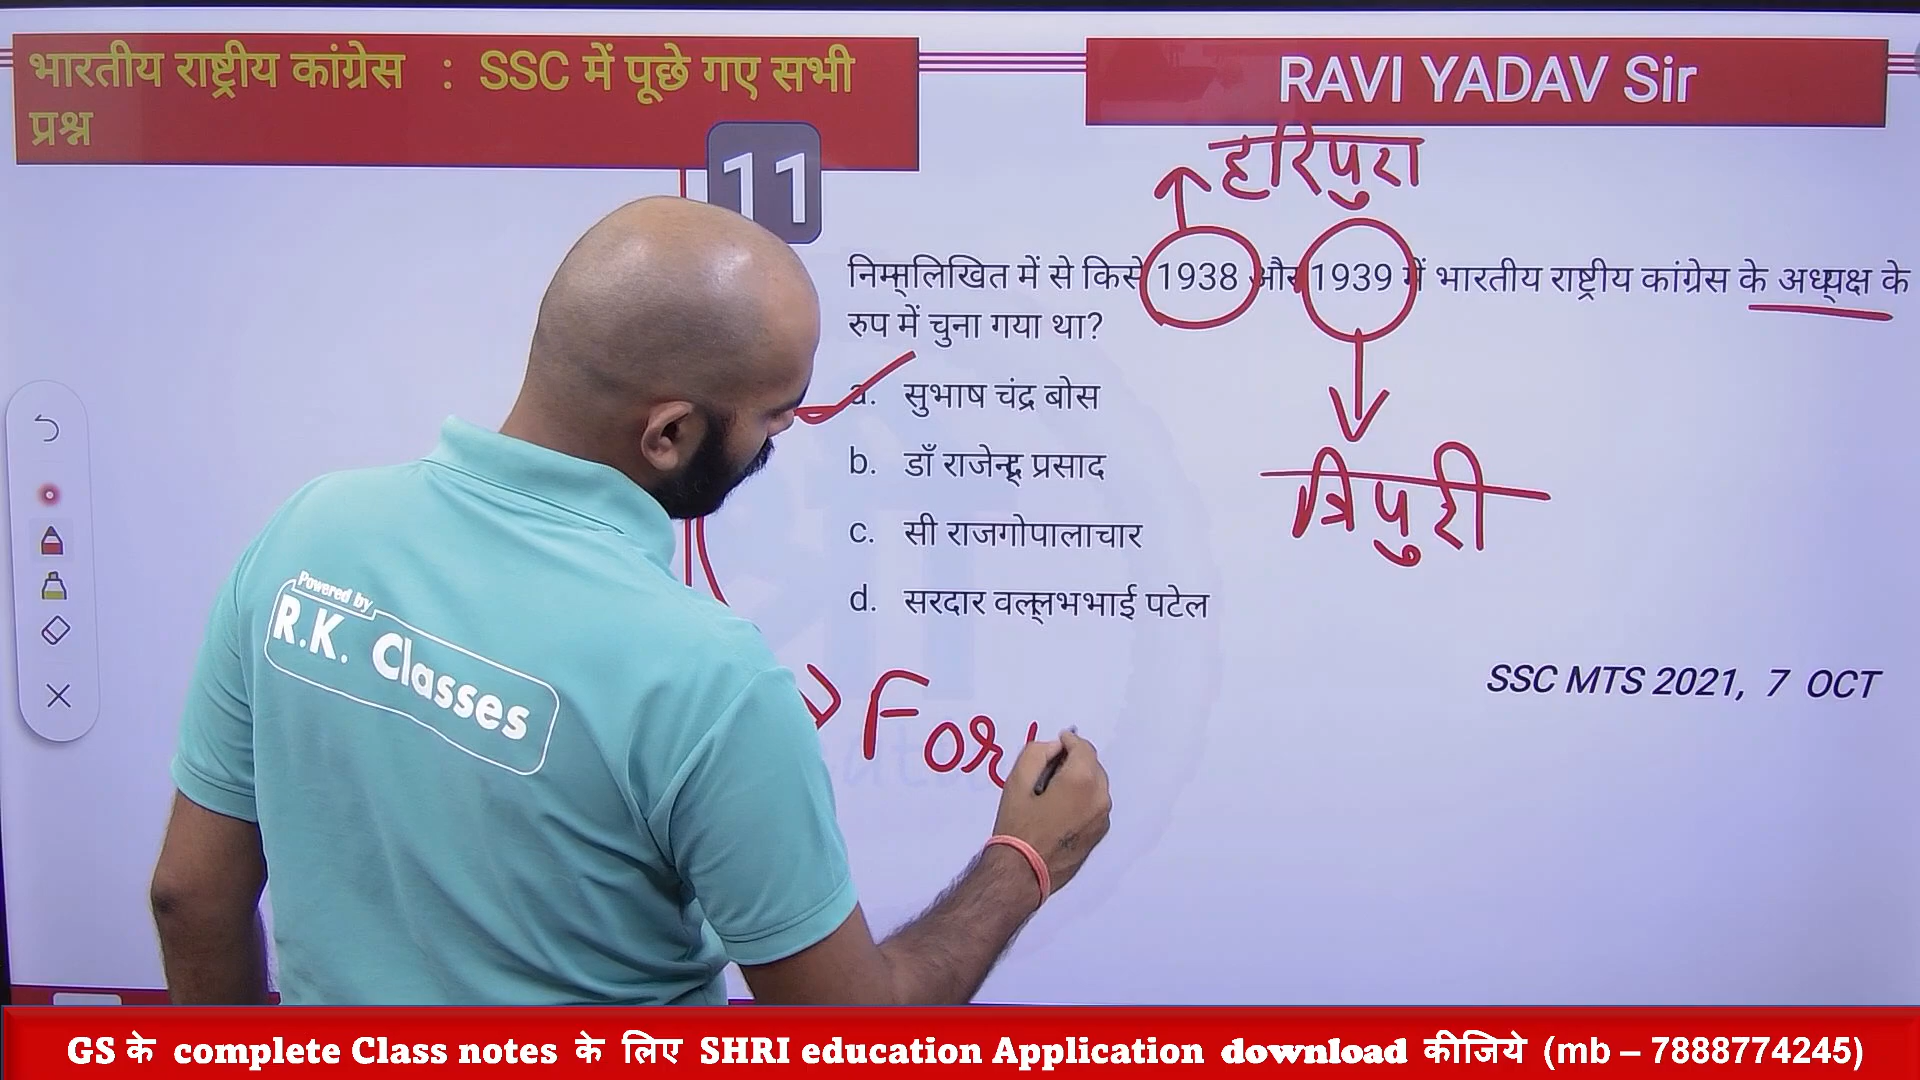 भारतीय राष्ट्रीय कांग्रेस : SSC में पूछे गए सभी
प्रश्न
RAVI YADAV Sir
11
हरिपुरा
निम्नलिखित में से किसे 1938 और 1939 में भारतीय राष्ट्रीय कांग्रेस के अध्यक्ष के
रुप में चुना गया था?
a. सुभाष चंद्र बोस
b. डाँ राजेन्द्र प्रसाद
त्रिपुरी
c. सी राजगोपालाचार
d. सरदार वल्लभभाई पटेल
SSC MTS 2021, 7 OCT
Powered by
R.K. Classes
For
GS के complete Class notes के लिए SHRI education Application download कीजिये (mb – 7888774245)